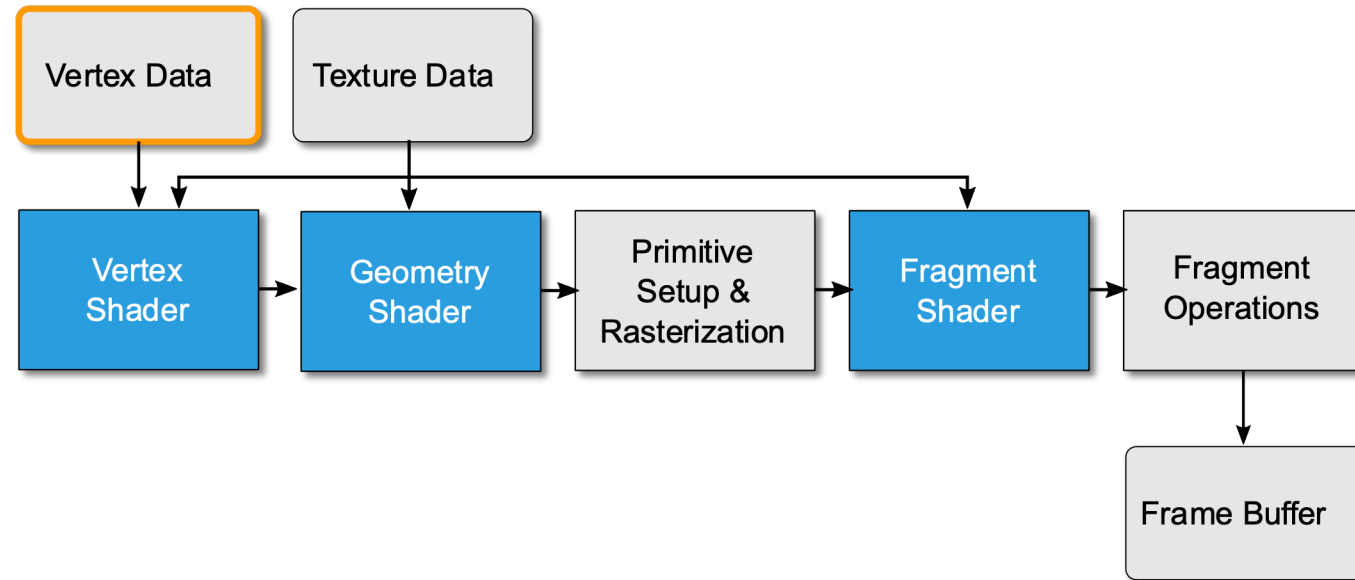 Vertex Data
Texture Data
Vertex
Shader
Geometry
Shader
Primitive
Setup &
Rasterization
Fragment
Shader
Fragment
Operations
Frame Buffer